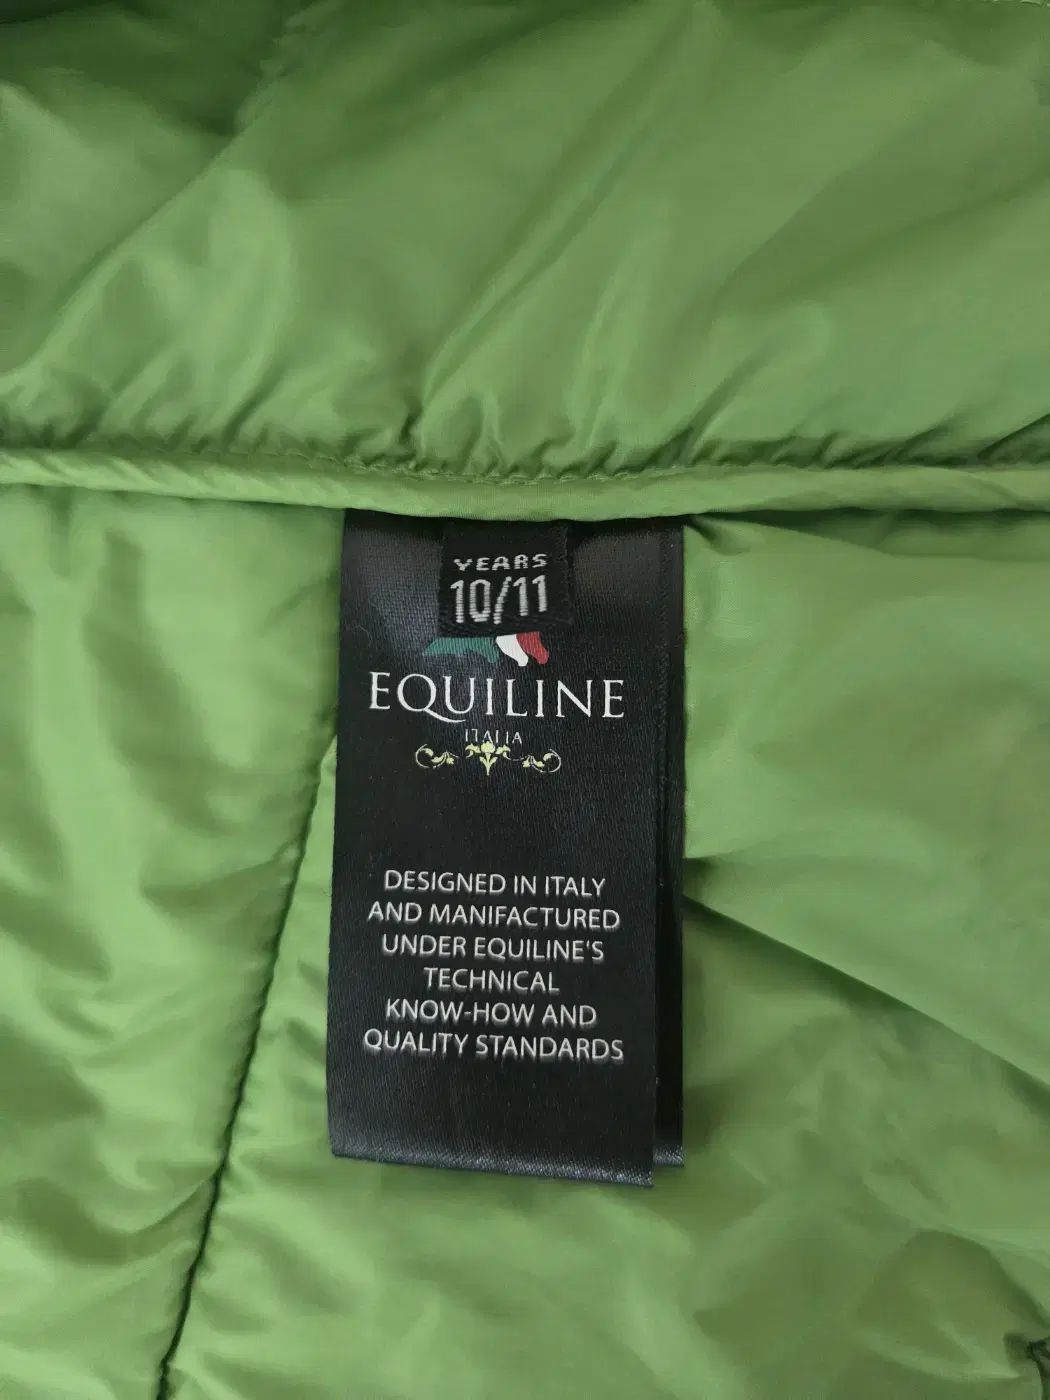 YEARS
10/11
EQUILINE
ITALIA
DESIGNED IN ITALY
AND MANIFACTURED
UNDER EQUILINE'S
TECHNICAL
KNOW-HOW AND
QUALITY STANDARDS